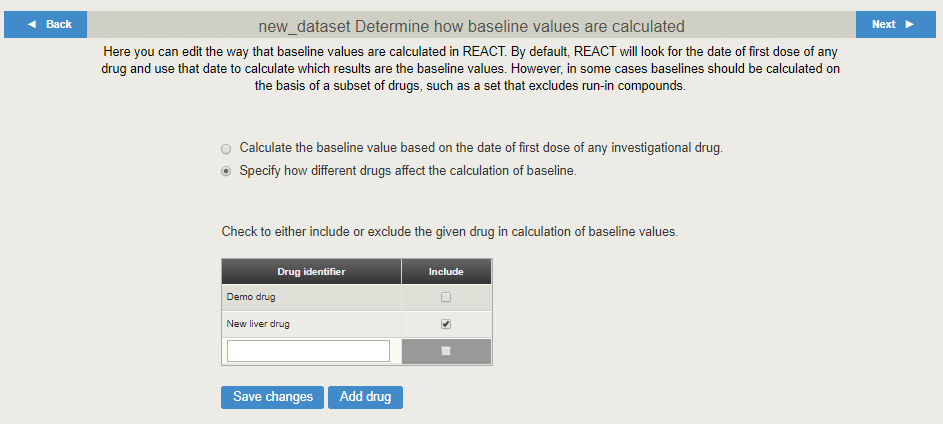 Back
new_dataset Determine how baseline values are calculated
Next
Here you can edit the way that baseline values are calculated in REACT. By default, REACT will look for the date of first dose of any
drug and use that date to calculate which results are the baseline values. However, in some cases baselines should be calculated on
the basis of a subset of drugs, such as a set that excludes run-in compounds.
Calculate the baseline value based on the date of first dose of any investigational drug.
Specify how different drugs affect the calculation of baseline.
Check to either include or exclude the given drug in calculation of baseline values.
Drug identifier Include
Demo drug
New liver drug
Save changes Add drug